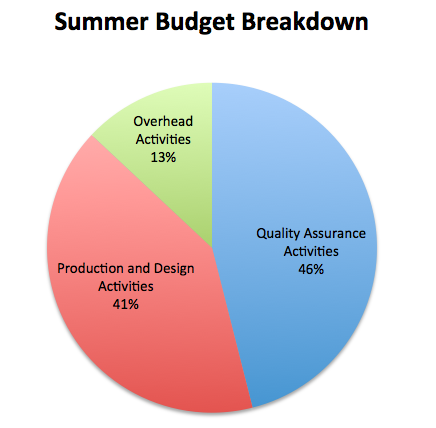 Summer Budget Breakdown
Overhead
Activities
13%
Quality Assurance
Activities
46%
Production and Design
Activities
41%